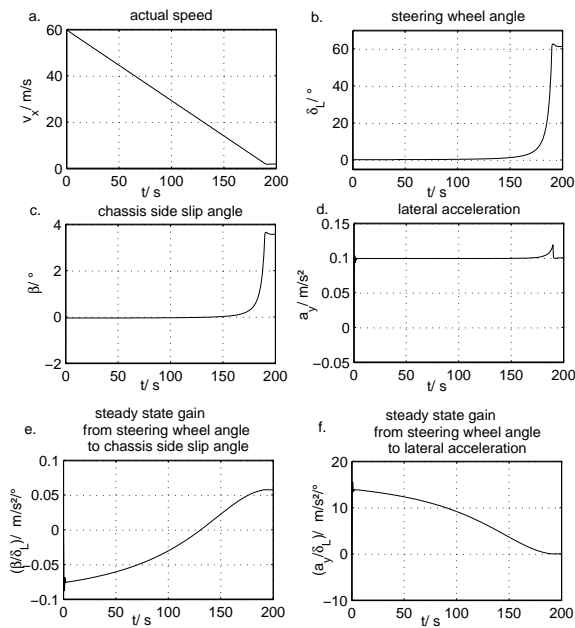 a.
actual speed
60
40
20
0
v_x/ m/s
0
50
100
150
200
t/ s
b.
steering wheel angle
60
40
20
0
δ_L/ °
0
50
100
150
200
t/ s
c.
chassis side slip angle
4
2
0
−2
β/ °
0
50
100
150
200
t/ s
d.
lateral acceleration
0.15
0.1
0.05
0
−0.05
a_y/ m/s²
0
50
100
150
200
t/ s
e.
steady state gain
from steering wheel angle
to chassis side slip angle
0.1
0.05
0
−0.05
−0.1
(β/δ_L)/ m/s²/°
0
50
100
150
200
t/ s
f.
steady state gain
from steering wheel angle
to lateral acceleration
20
10
0
−10
(a_y/δ_L)/ m/s²/°
0
50
100
150
200
t/ s